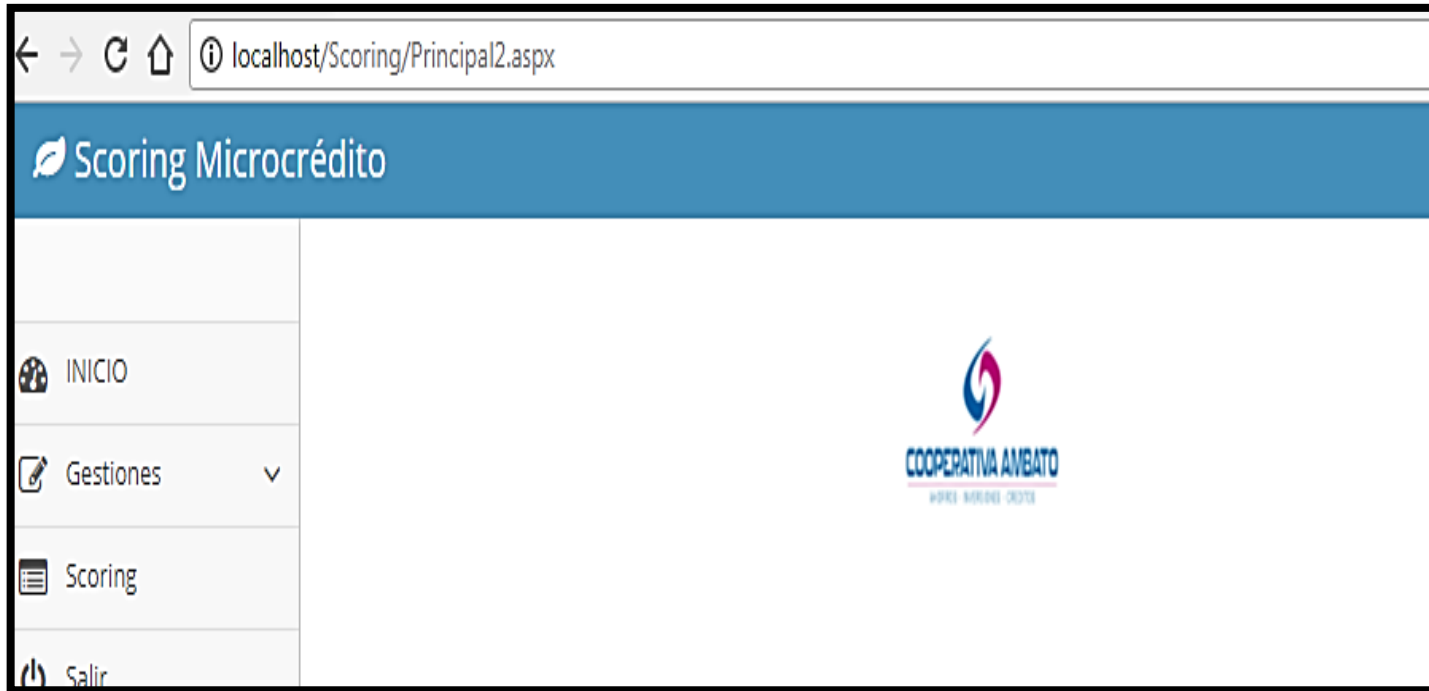 localhost/Scoring/Principal2.aspx
Scoring Microcrédito
INICIO
Gestiones
Scoring
Salir
COOPERATIVA AMBATO